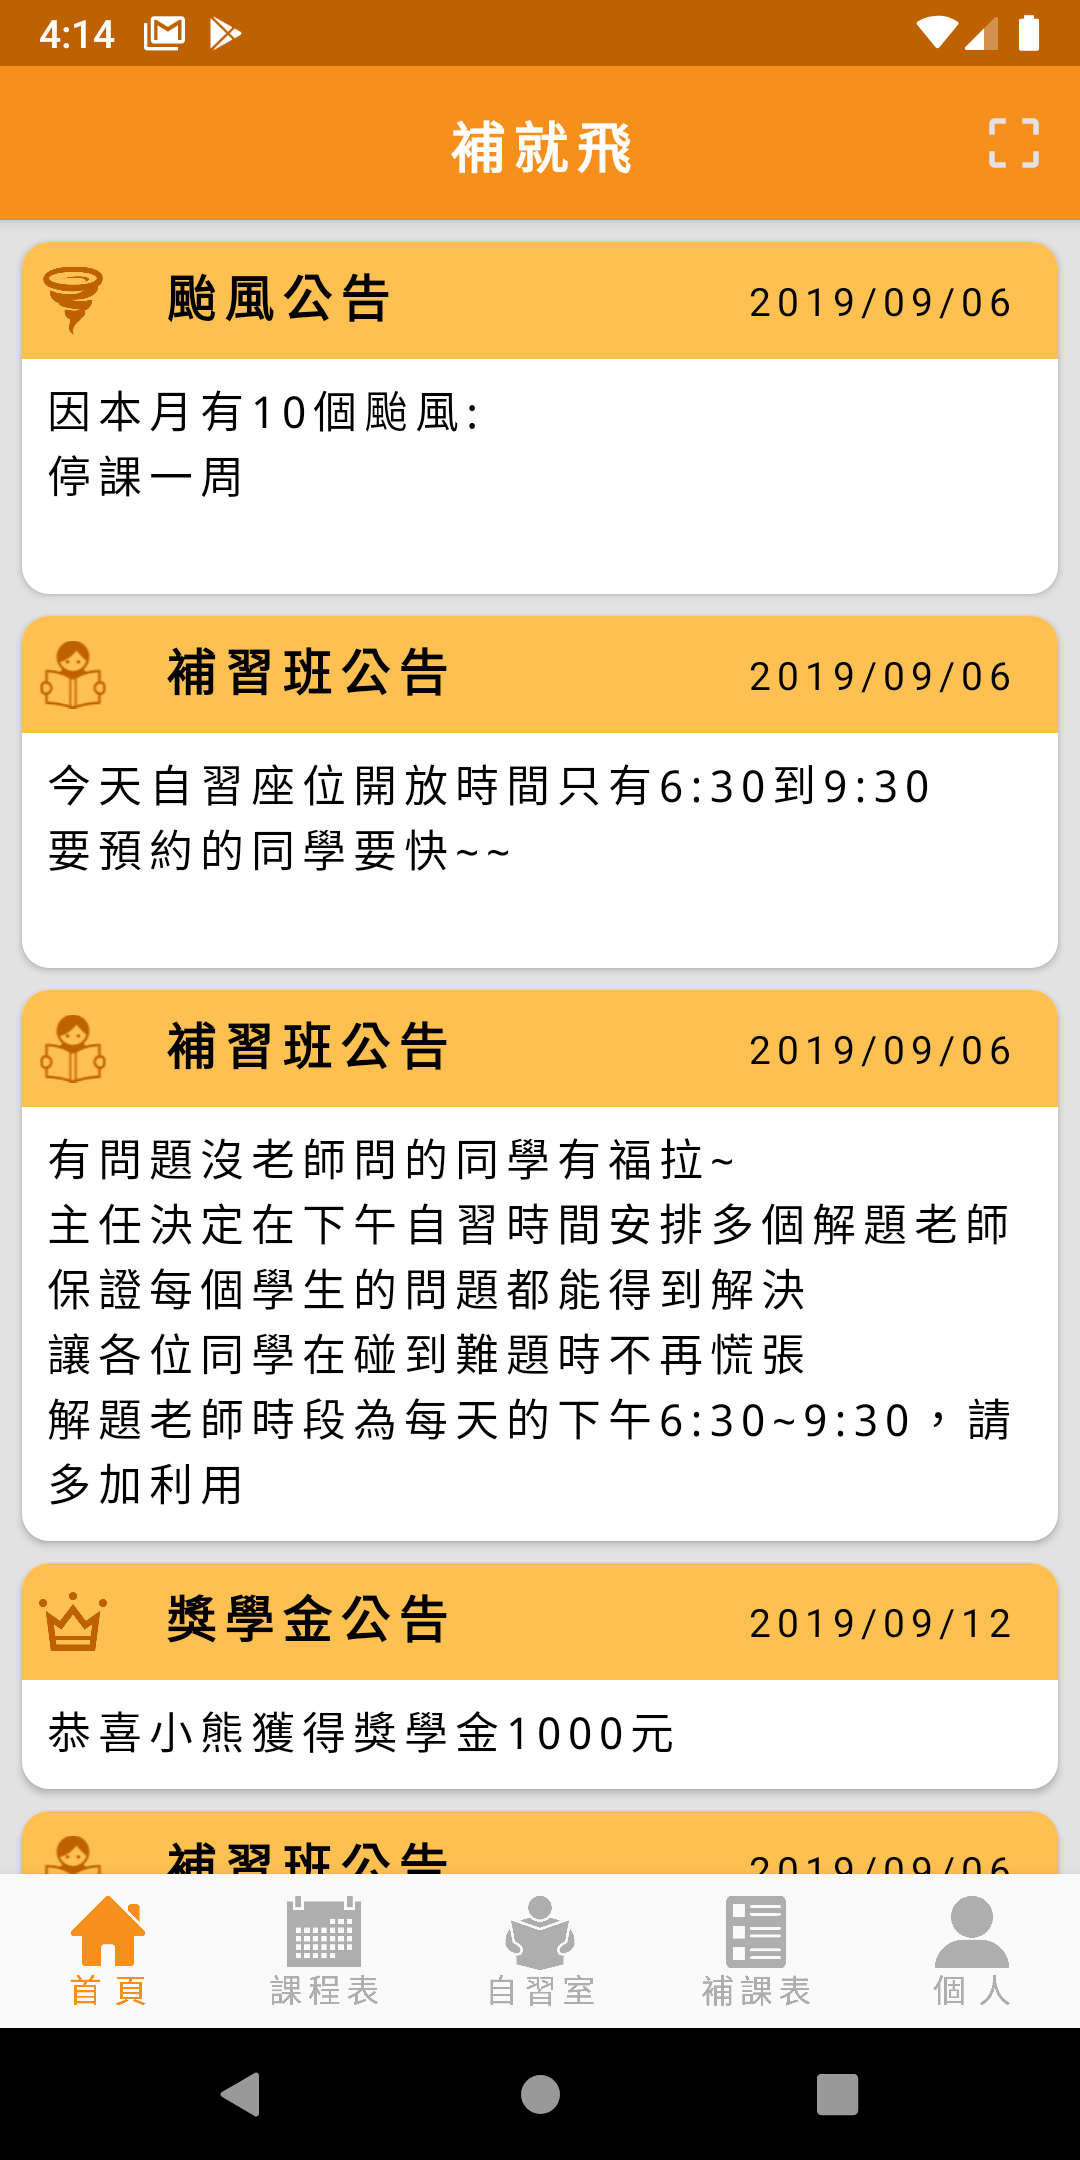 4:14
補就飛
颱風公告 2019/09/06
因本月有10個颱風:
停課一周
補習班公告 2019/09/06
今天自習座位開放時間只有6:30到9:30
要預約的同學要快~~
補習班公告 2019/09/06
有問題沒老師問的同學有福拉~
主任決定在下午自習時間安排多個解題老師
保證每個學生的問題都能得到解決
讓各位同學在碰到難題時不再慌張
解題老師時段為每天的下午6:30~9:30，請
多加利用
獎學金公告 2019/09/12
恭喜小熊獲得獎學金1000元
補習班公告 2019/09/06
首頁 課程表 自習室 補課表 個人